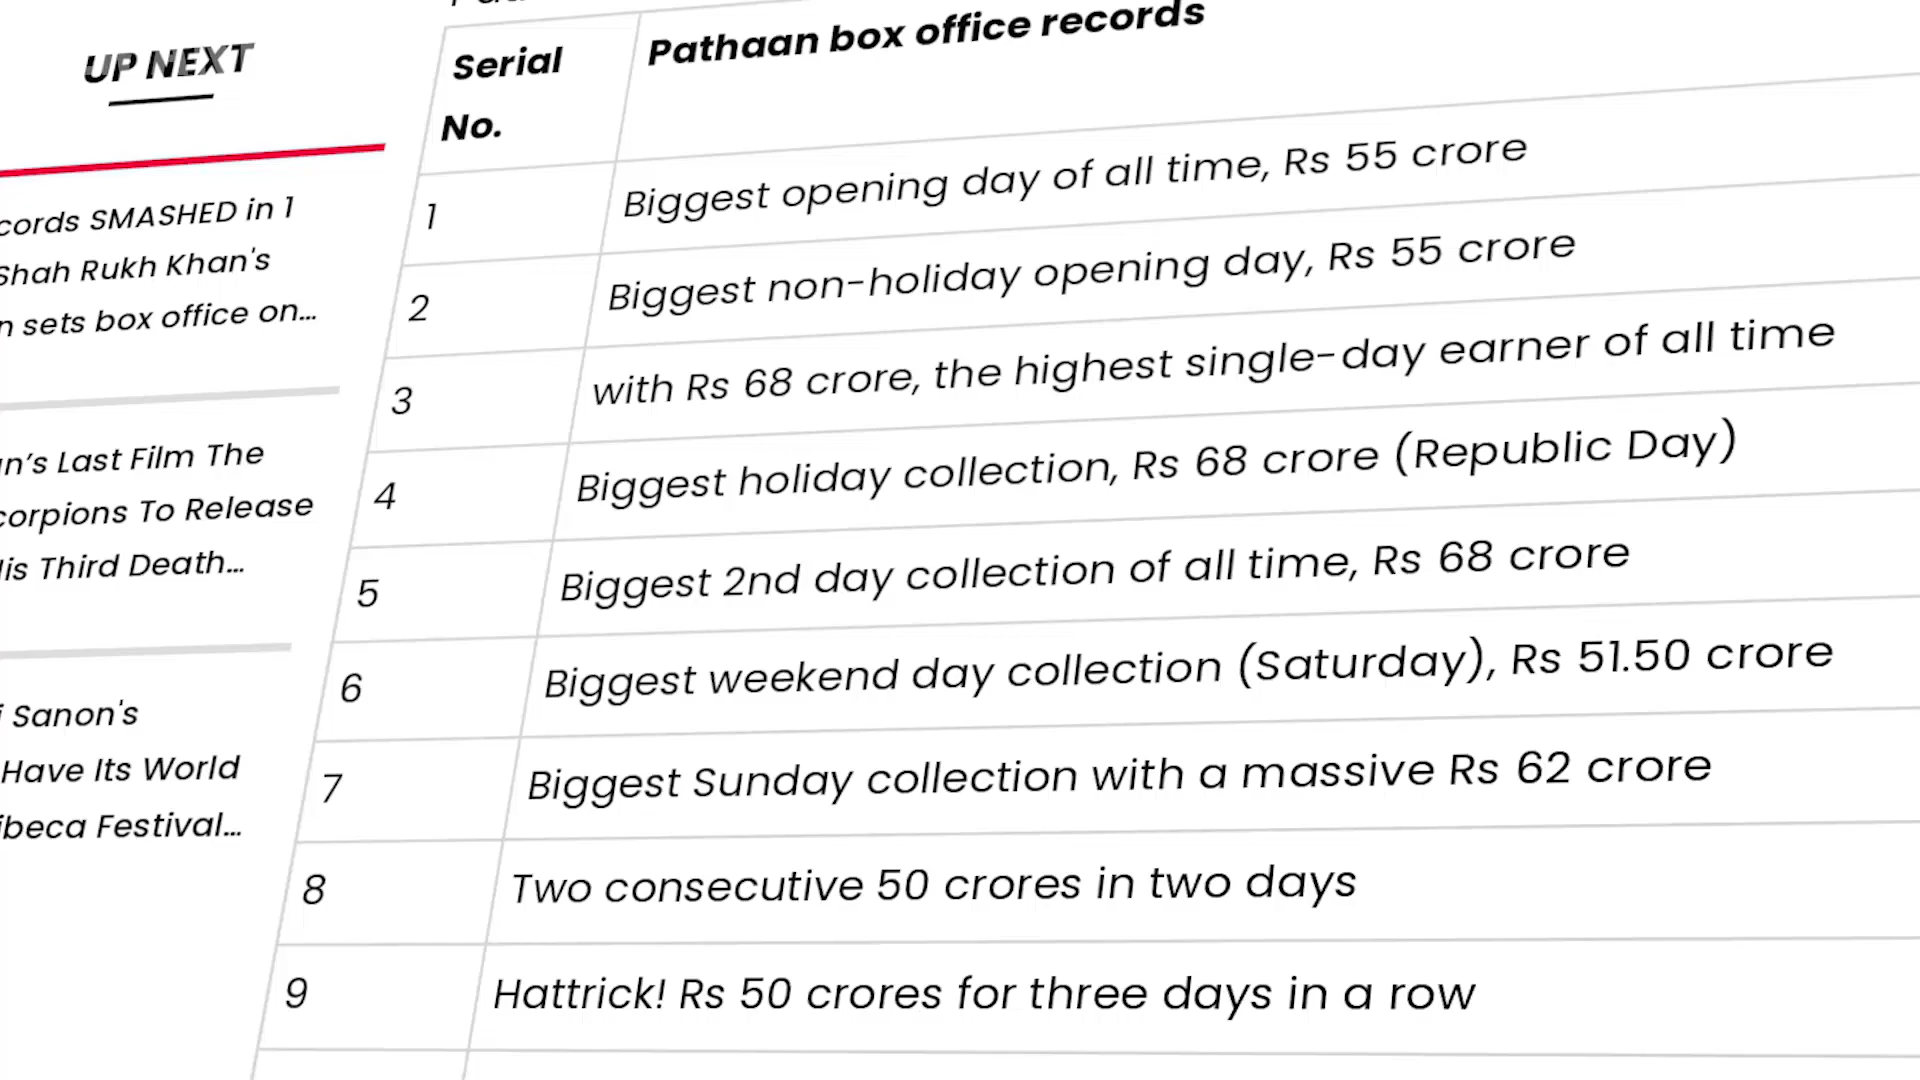 UP NEXT
cords SMASHED in 1
Shah Rukh Khan's
n sets box office on...
n's Last Film The
corpions To Release
is Third Death...
Sanon's
Have Its World
beca Festival...
Serial No. Pathaan box office records
1 Biggest opening day of all time, Rs 55 crore
2 Biggest non-holiday opening day, Rs 55 crore
3 with Rs 68 crore, the highest single-day earner of all time
4 Biggest holiday collection, Rs 68 crore (Republic Day)
5 Biggest 2nd day collection of all time, Rs 68 crore
6 Biggest weekend day collection (Saturday), Rs 51.50 crore
7 Biggest Sunday collection with a massive Rs 62 crore
8 Two consecutive 50 crores in two days
9 Hattrick! Rs 50 crores for three days in a row